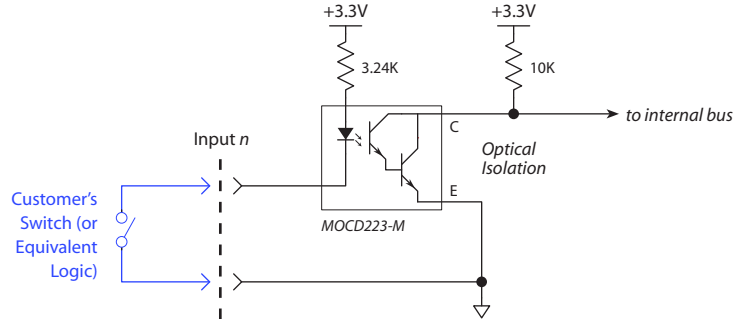 +3.3V
+3.3V
3.24K
10K
to internal bus
C
Input n
Optical
Isolation
E
Customer's
Switch (or
Equivalent
Logic)
MOCD223-M